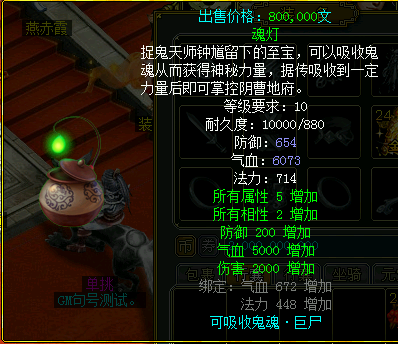 出售价格：800,000文
魂灯
燕赤霞
捉鬼天师钟馗留下的至宝，可以吸收鬼
魂从而获得神秘力量，据传吸收到一定
力量后即可掌控阴曹地府。
等级要求：10
装
耐久度：10000/880
防御：654
气血：6073
法力：714
所有属性 5 增加
所有相性 2 增加
防御 200 增加
气血 5000 增加
伤害 2000 增加
单挑
绑定：气血 672 增加
GM句号测试。
法力 448 增加
可吸收鬼魂·巨尸